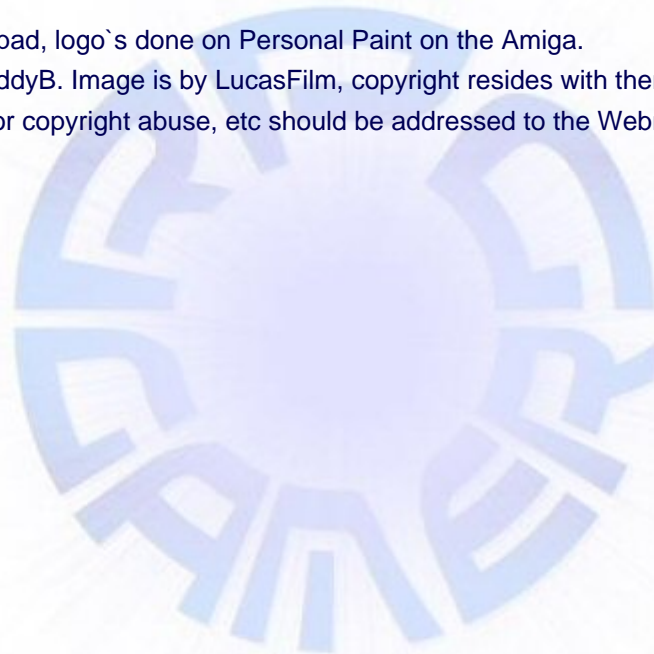 oad, logo`s done on Personal Paint on the Amiga.
ddyB. Image is by LucasFilm, copyright resides with the
or copyright abuse, etc should be addressed to the Web